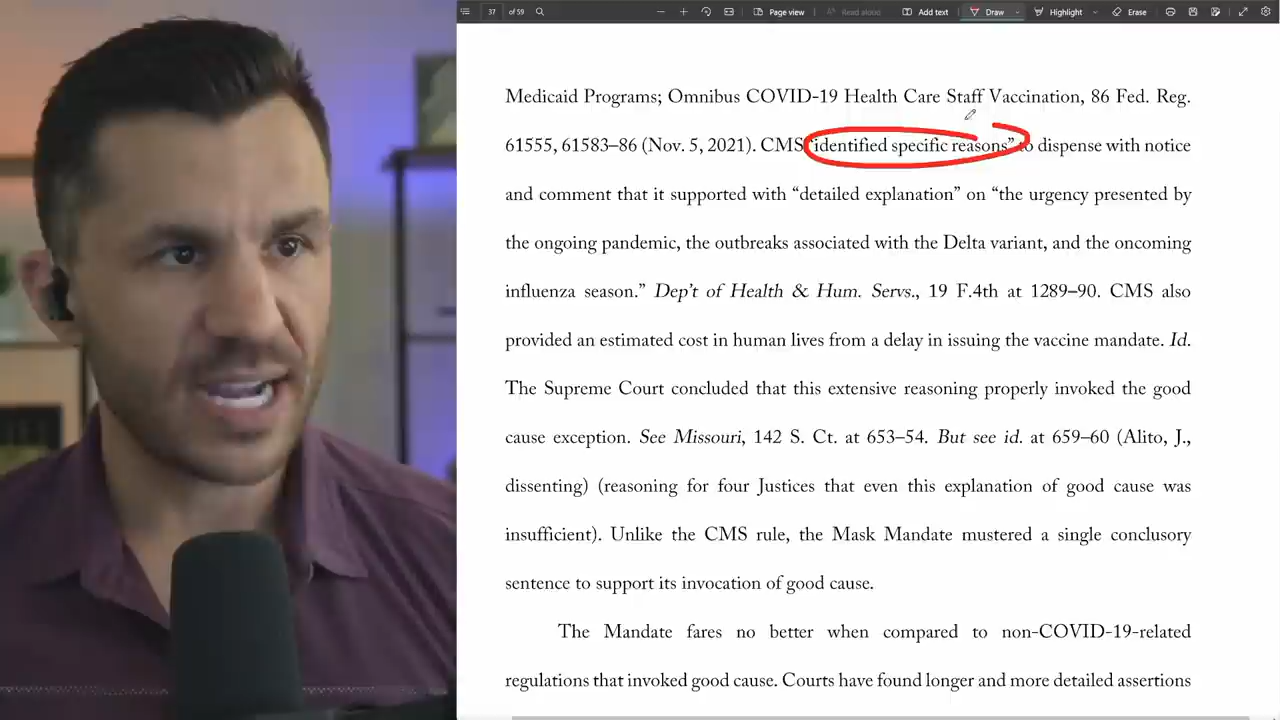 37 of 59 Page view Read aloud Add text Draw Highlight Erase
Medicaid Programs; Omnibus COVID-19 Health Care Staff Vaccination, 86 Fed. Reg.
61555, 61583–86 (Nov. 5, 2021). CMS “identified specific reasons” to dispense with notice
and comment that it supported with “detailed explanation” on “the urgency presented by
the ongoing pandemic, the outbreaks associated with the Delta variant, and the oncoming
influenza season.” Dep’t of Health & Hum. Servs., 19 F.4th at 1289–90. CMS also
provided an estimated cost in human lives from a delay in issuing the vaccine mandate. Id.
The Supreme Court concluded that this extensive reasoning properly invoked the good
cause exception. See Missouri, 142 S. Ct. at 653–54. But see id. at 659–60 (Alito, J.,
dissenting) (reasoning for four Justices that even this explanation of good cause was
insufficient). Unlike the CMS rule, the Mask Mandate mustered a single conclusory
sentence to support its invocation of good cause.
The Mandate fares no better when compared to non-COVID-19-related
regulations that invoked good cause. Courts have found longer and more detailed assertions